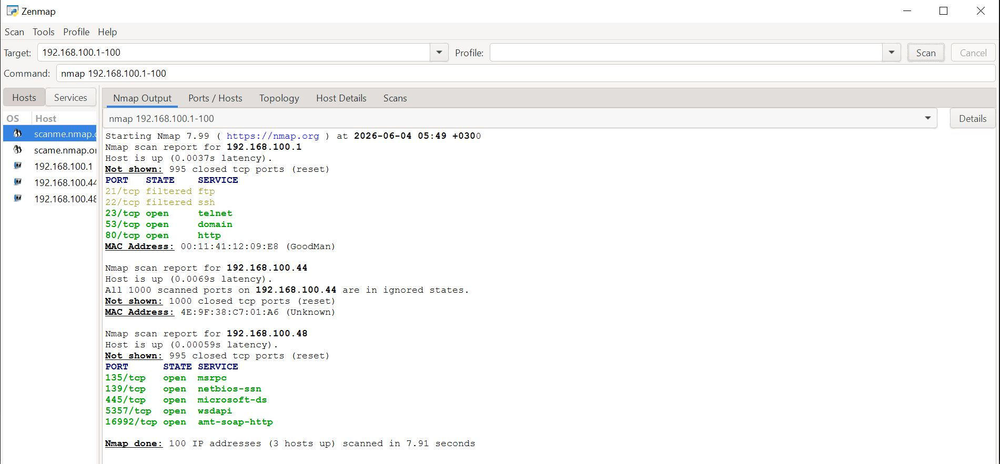 Zenmap
Scan Tools Profile Help
Target: 192.168.100.1-100 Profile: Scan Cancel
Command: nmap 192.168.100.1-100
Hosts Services Nmap Output Ports / Hosts Topology Host Details Scans
OS Host
nmap 192.168.100.1-100 Details
scanme.nmap.o
scame.nmap.or
192.168.100.1
192.168.100.44
192.168.100.48
Starting Nmap 7.99 ( https://nmap.org ) at 2026-06-04 05:49 +0300
Nmap scan report for 192.168.100.1
Host is up (0.0037s latency).
Not shown: 995 closed tcp ports (reset)
PORT STATE SERVICE
21/tcp filtered ftp
22/tcp filtered ssh
23/tcp open telnet
53/tcp open domain
80/tcp open http
MAC Address: 00:11:41:12:09:E8 (GoodMan)
Nmap scan report for 192.168.100.44
Host is up (0.0069s latency).
All 1000 scanned ports on 192.168.100.44 are in ignored states.
Not shown: 1000 closed tcp ports (reset)
MAC Address: 4E:9F:38:C7:01:A6 (Unknown)
Nmap scan report for 192.168.100.48
Host is up (0.00059s latency).
Not shown: 995 closed tcp ports (reset)
PORT STATE SERVICE
135/tcp open msrpc
139/tcp open netbios-ssn
445/tcp open microsoft-ds
5357/tcp open wsdapi
16992/tcp open amt-soap-http
Nmap done: 100 IP addresses (3 hosts up) scanned in 7.91 seconds